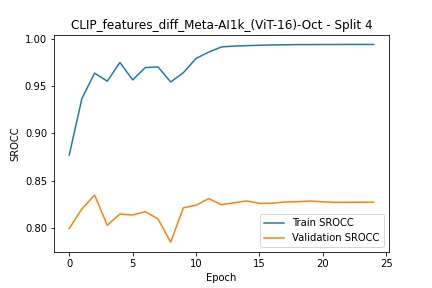 CLIP_features_diff_Meta-AI1k_(ViT-16)-Oct - Split 4
1.00
0.95
0.90
0.85
0.80
SROCC
Train SROCC
Validation SROCC
0 5 10 15 20 25
Epoch